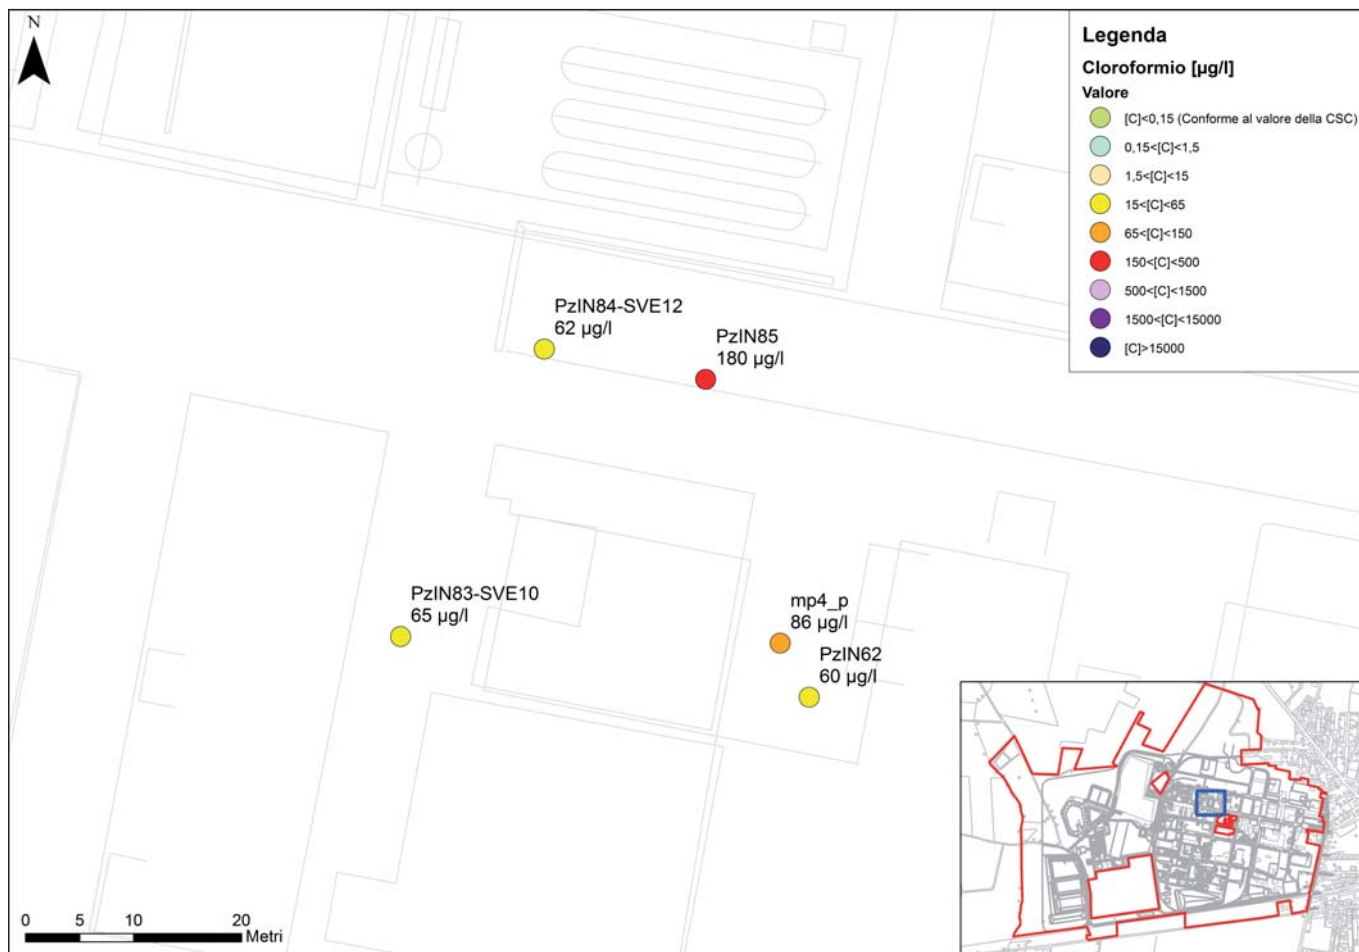 N
Legenda
Cloroformio [µg/l]
Valore
[C]<0,15 (Conforme al valore della CSC)
0,15<[C]<1,5
1,5<[C]<15
15<[C]<65
65<[C]<150
150<[C]<500
500<[C]<1500
1500<[C]<15000
[C]>15000
PzIN84-SVE12
62 µg/l
PzIN85
180 µg/l
PzIN83-SVE10
65 µg/l
mp4_p
86 µg/l
PzIN62
60 µg/l
0 5 10 20
Metri